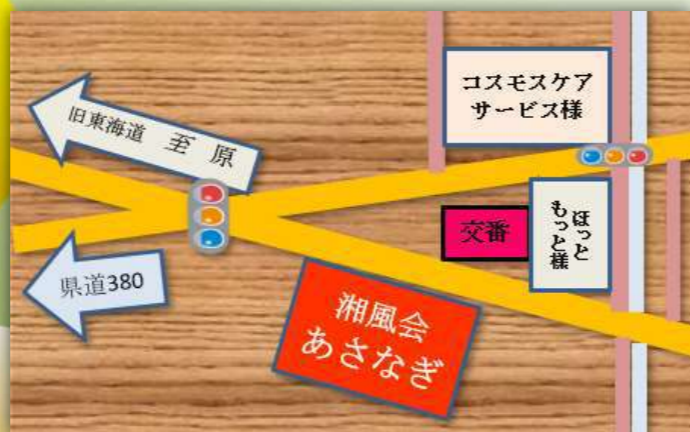 コスモスケア
サービス様
旧東海道 至 原
交番
ほっと
もっと様
県道380
湘風会
あさなぎ